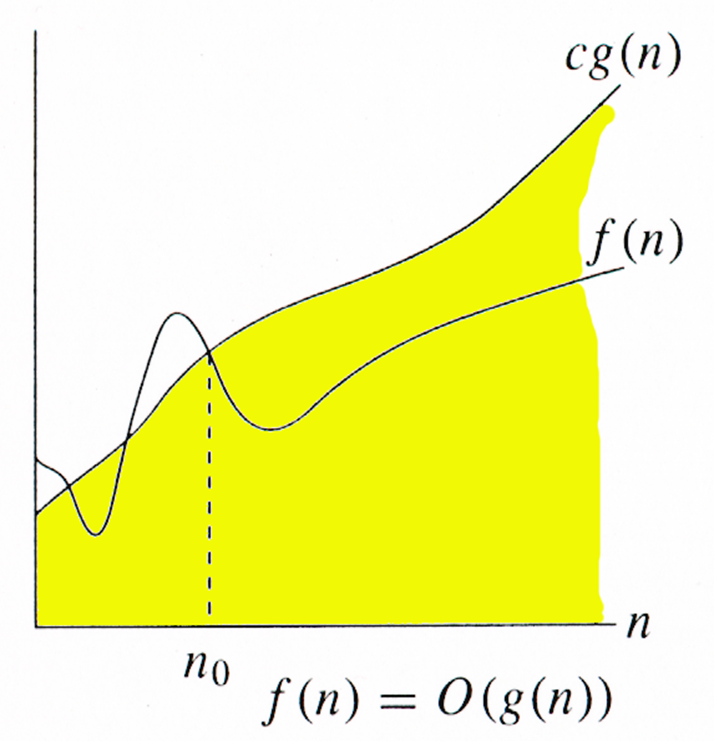 cg(n)
f(n)
n
n₀
f(n) = O(g(n))